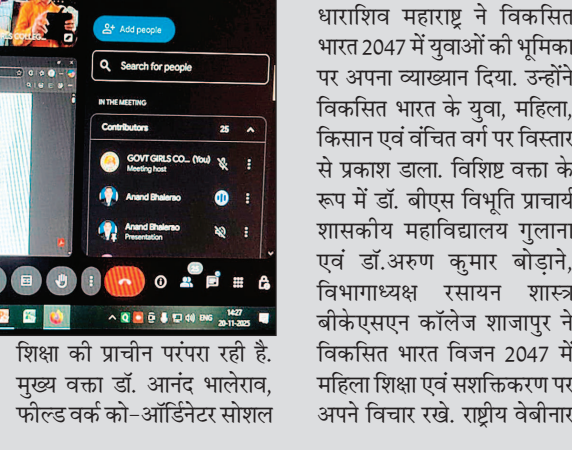 Add people
Search for people
IN THE MEETING
Contributors 25
GOVT GIRLS CO... (You)
Meeting host
Anand Bhalerao
Anand Bhalerao
Presentation
ENG 14:27
20-11-2025
शिक्षा की प्राचीन परंपरा रही है.
मुख्य वक्ता डॉ. आनंद भालेराव,
फील्ड वर्क को-ऑर्डिनेटर सोशल
धाराशिव महाराष्ट्र ने विकसित
भारत 2047 में युवाओं की भूमिका
पर अपना व्याख्यान दिया. उन्होंने
विकसित भारत के युवा, महिला,
किसान एवं वंचित वर्ग पर विस्तार
से प्रकाश डाला. विशिष्ट वक्ता के
रूप में डॉ. बीएस विभूति प्राचार्य
शासकीय महाविद्यालय गुलाना
एवं डॉ.अरुण कुमार बोड़ाने,
विभागाध्यक्ष रसायन शास्त्र
बीकेएसएन कॉलेज शाजापुर ने
विकसित भारत विजन 2047 में
महिला शिक्षा एवं सशक्तिकरण पर
अपने विचार रखे. राष्ट्रीय वेबीनार